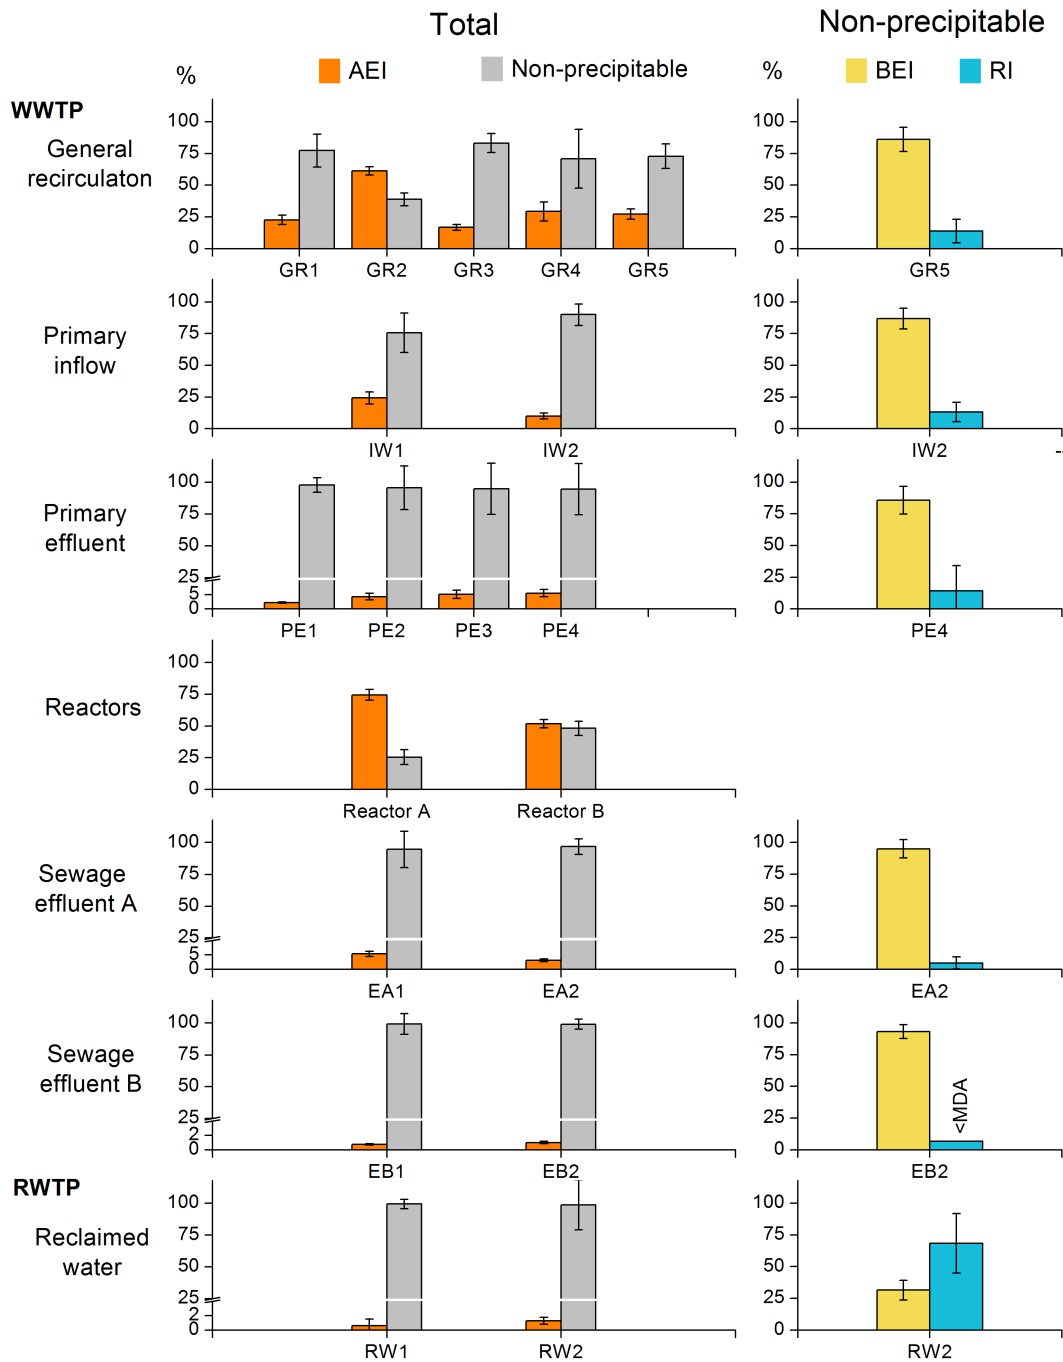 Total
Non-precipitable
% AEI Non-precipitable
% BEI RI
WWTP
General
recirculaton
100
75
50
25
0
GR1 GR2 GR3 GR4 GR5
100
75
50
25
0
GR5
Primary
inflow
100
75
50
25
0
IW1 IW2
100
75
50
25
0
IW2
--
Primary
effluent
100
75
50
25
5
0
PE1 PE2 PE3 PE4
100
75
50
25
0
PE4
Reactors
100
75
50
25
0
Reactor A Reactor B
Sewage
effluent A
100
75
50
25
5
0
EA1 EA2
100
75
50
25
0
EA2
Sewage
effluent B
100
75
50
25
2
0
EB1 EB2
100
75
50
25
0
<MDA
EB2
RWTP
Reclaimed
water
100
75
50
25
2
0
RW1 RW2
100
75
50
25
0
RW2